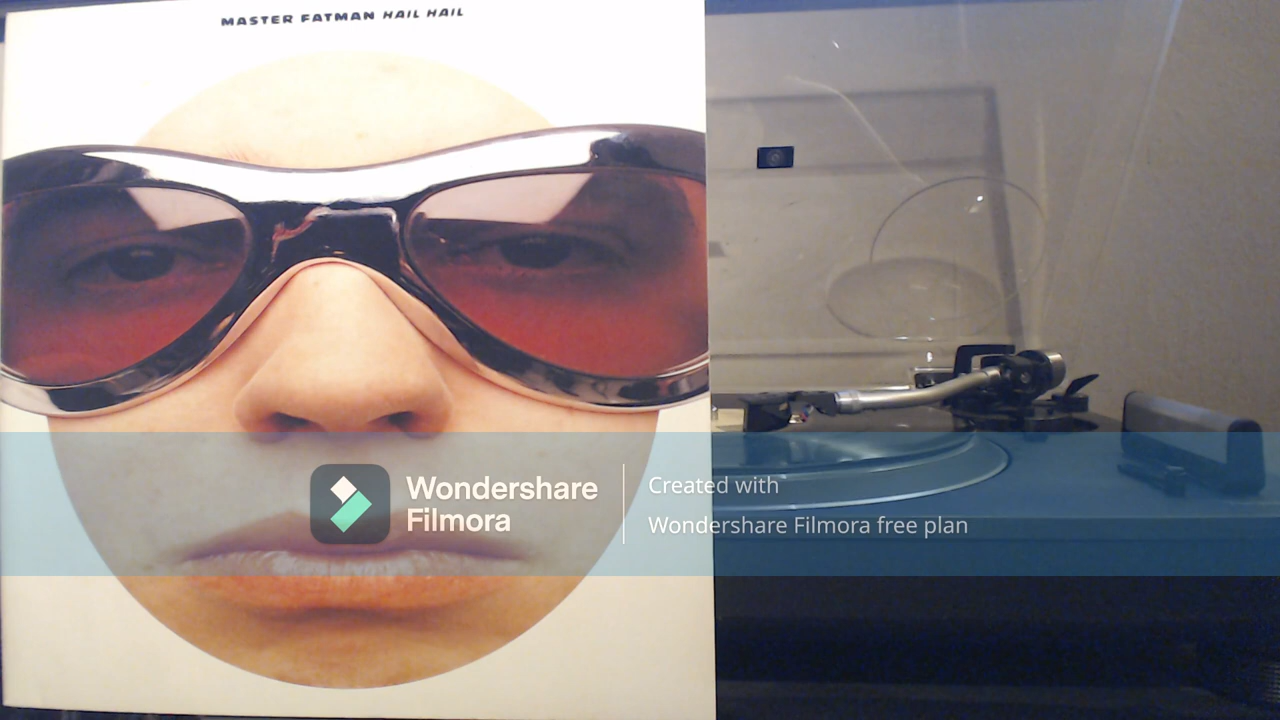 MASTER FATMAN HAIL HAIL
Wondershare
Filmora
Created with
Wondershare Filmora free plan